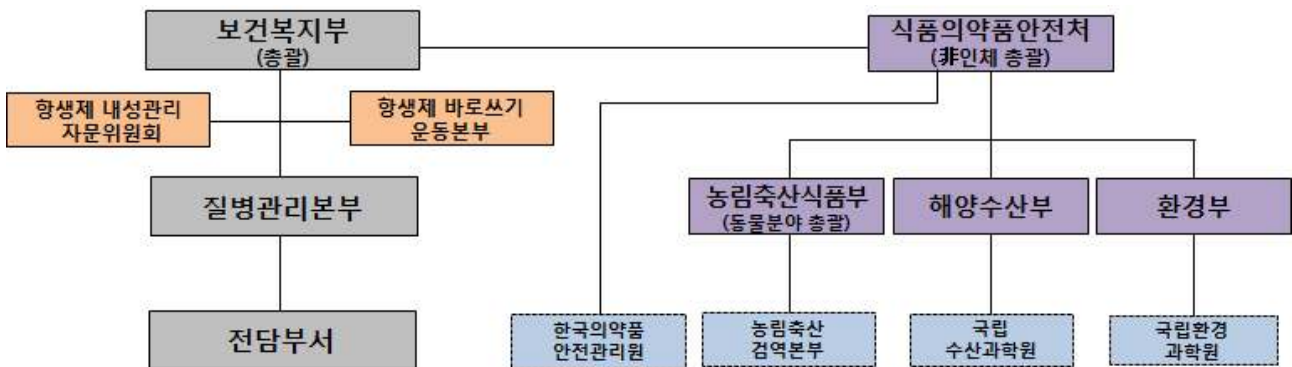 보건복지부
(총괄)
식품의약품안전처
(非인체 총괄)
항생제 내성관리
자문위원회
항생제 바로쓰기
운동본부
질병관리본부
농림축산식품부
(동물분야 총괄)
해양수산부
환경부
전담부서
한국의약품
안전관리원
농림축산
검역본부
국립
수산과학원
국립환경
과학원